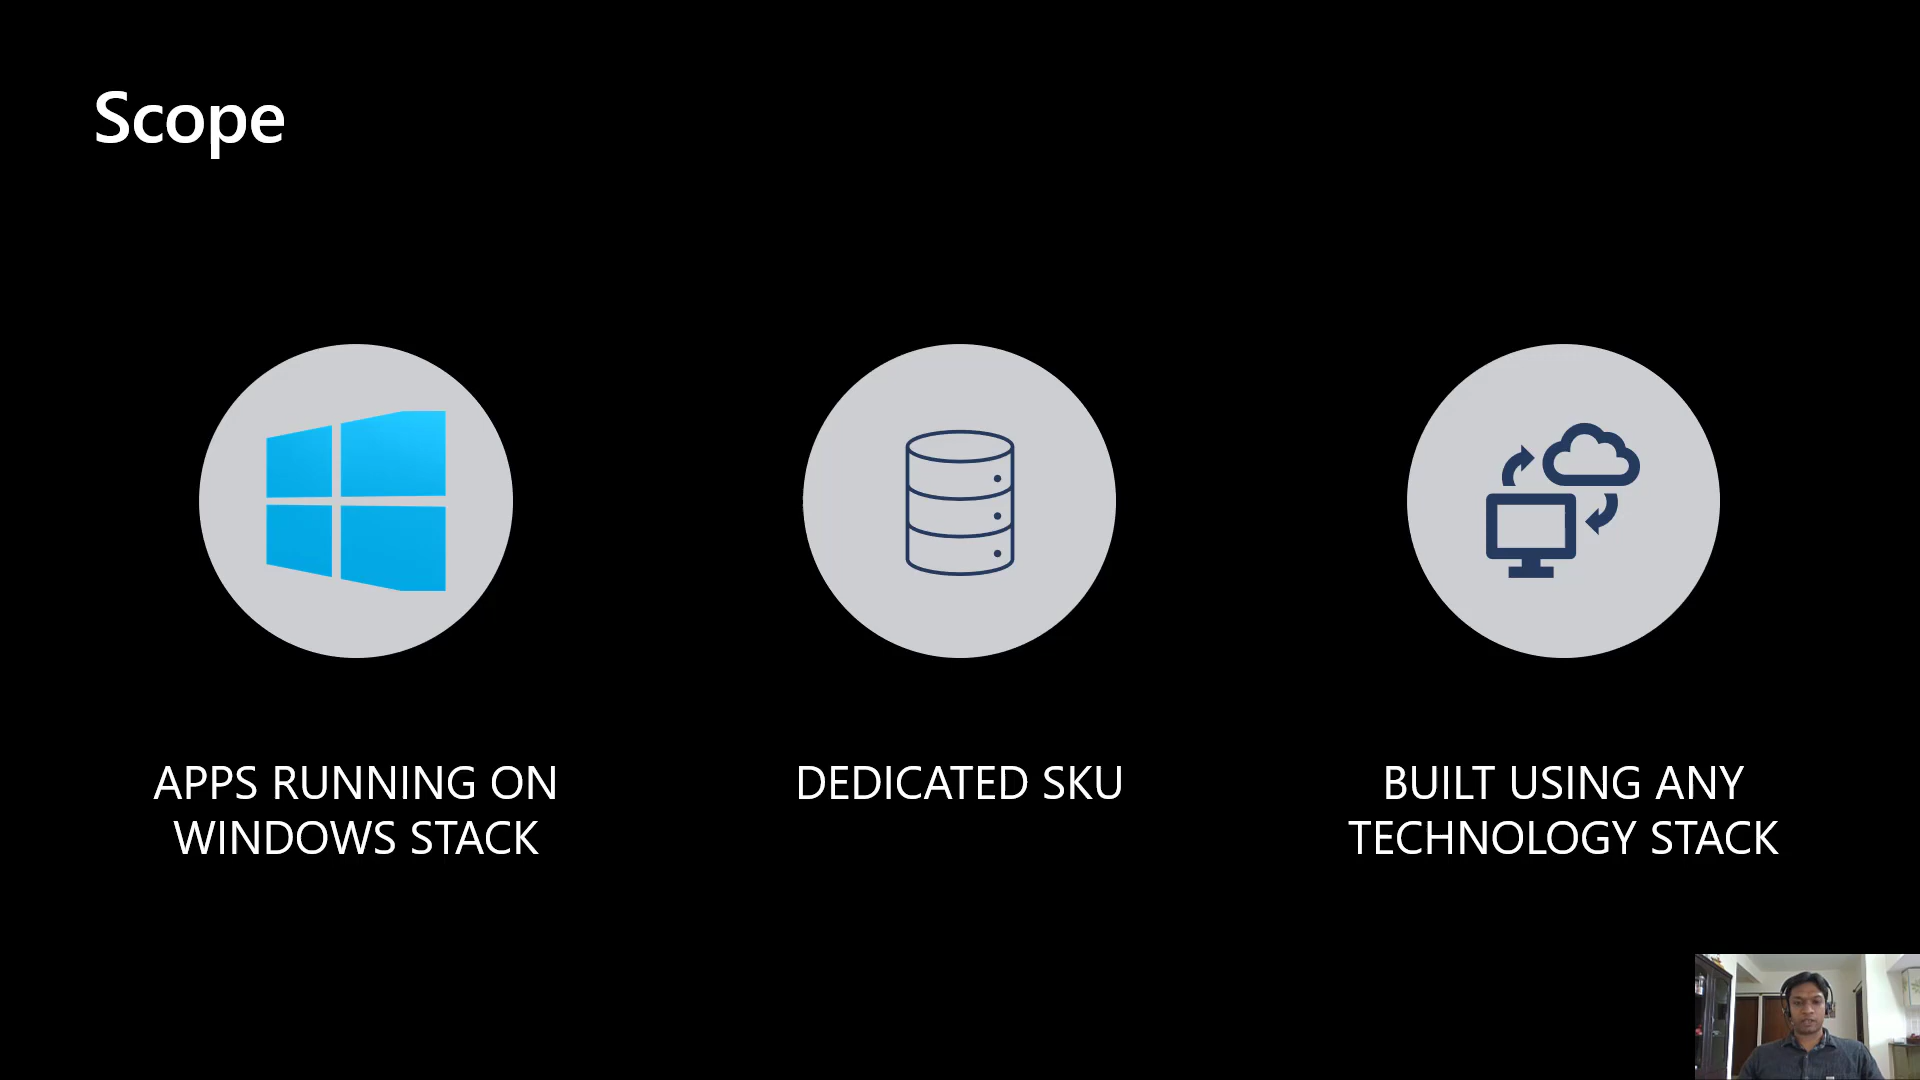 Scope
APPS RUNNING ON
WINDOWS STACK
DEDICATED SKU
BUILT USING ANY
TECHNOLOGY STACK